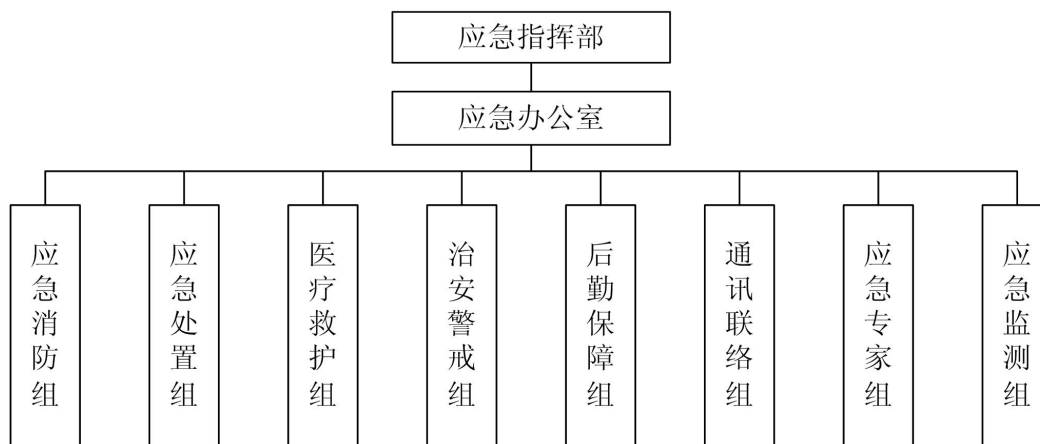 应急指挥部
应急办公室
应急消防组
应急处置组
医疗救护组
治安警戒组
后勤保障组
通讯联络组
应急专家组
应急监测组